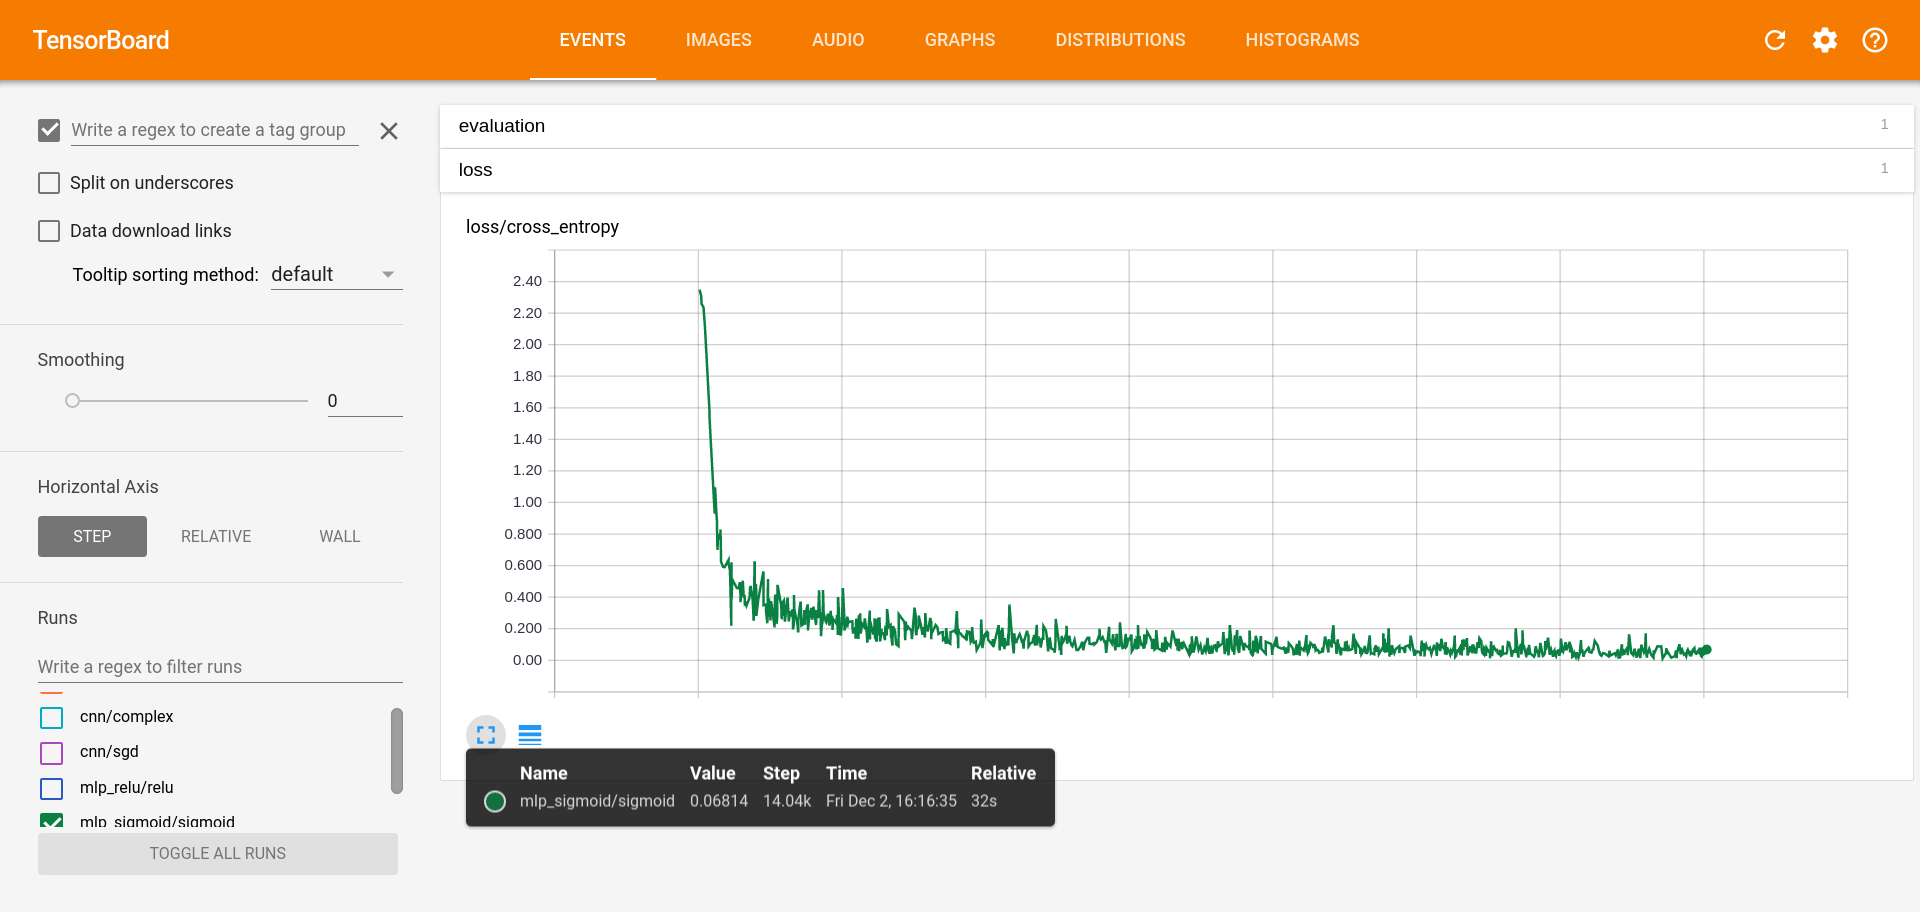 TensorBoard
EVENTS IMAGES AUDIO GRAPHS DISTRIBUTIONS HISTOGRAMS
Write a regex to create a tag group
Split on underscores
Data download links
Tooltip sorting method: default
Smoothing
0
Horizontal Axis
STEP RELATIVE WALL
Runs
Write a regex to filter runs
cnn/complex
cnn/sgd
mlp_relu/relu
mlp_sigmoid/sigmoid
TOGGLE ALL RUNS
evaluation 1
loss 1
loss/cross_entropy
2.40
2.20
2.00
1.80
1.60
1.40
1.20
1.00
0.800
0.600
0.400
0.200
0.00
Name Value Step Time Relative
mlp_sigmoid/sigmoid 0.06814 14.04k Fri Dec 2, 16:16:35 32s